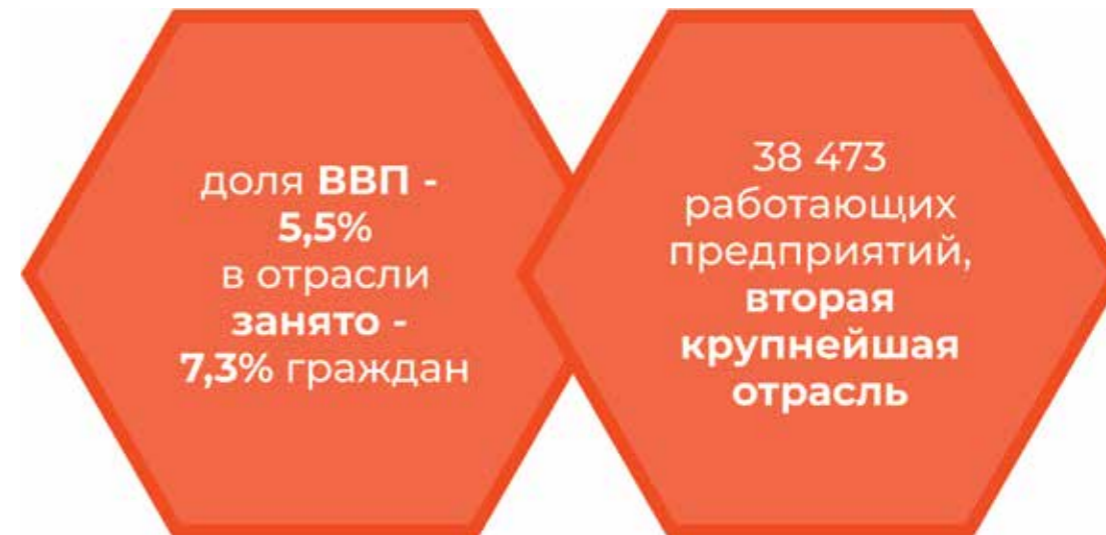 доля ВВП -
5,5%
в отрасли
занято -
7,3% граждан
38 473
работающих
предприятий,
вторая
крупнейшая
отрасль